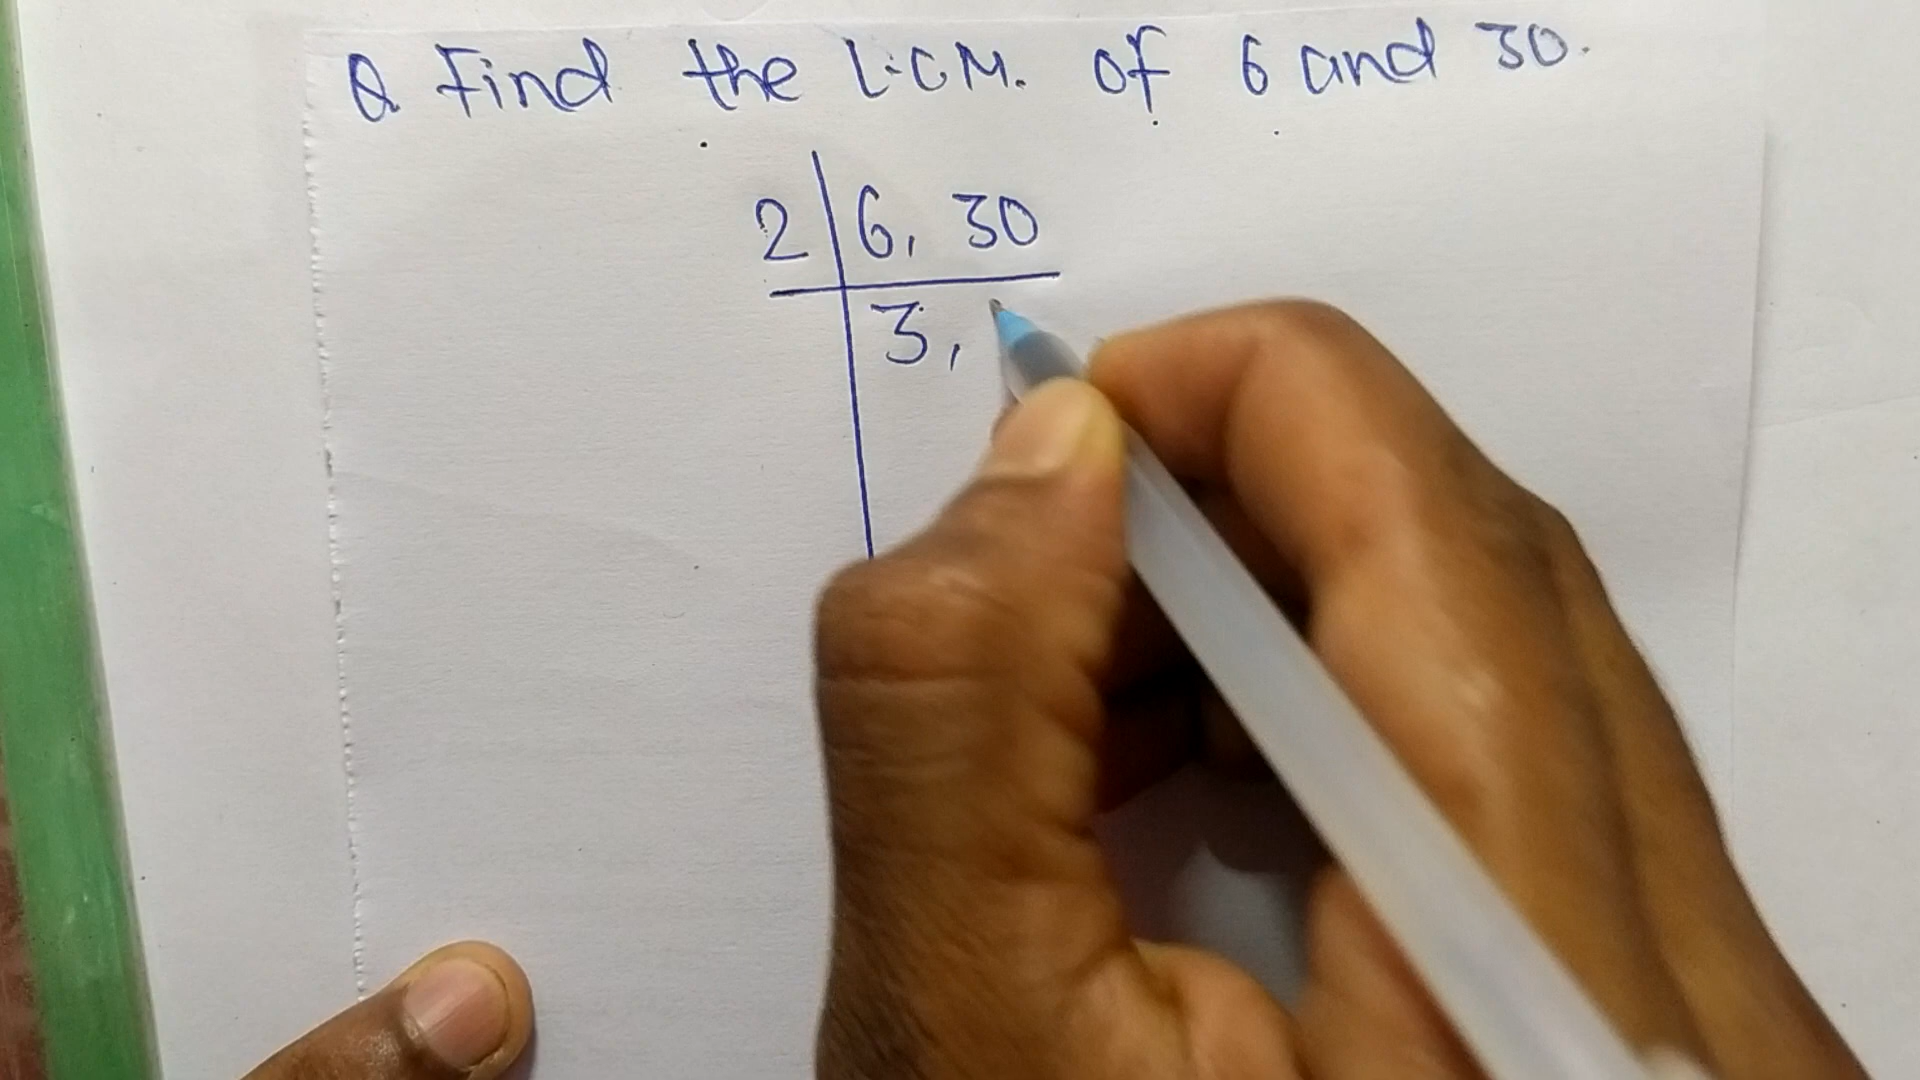 Q Find the L.C.M. of 6 and 30.
2 6, 30
3,